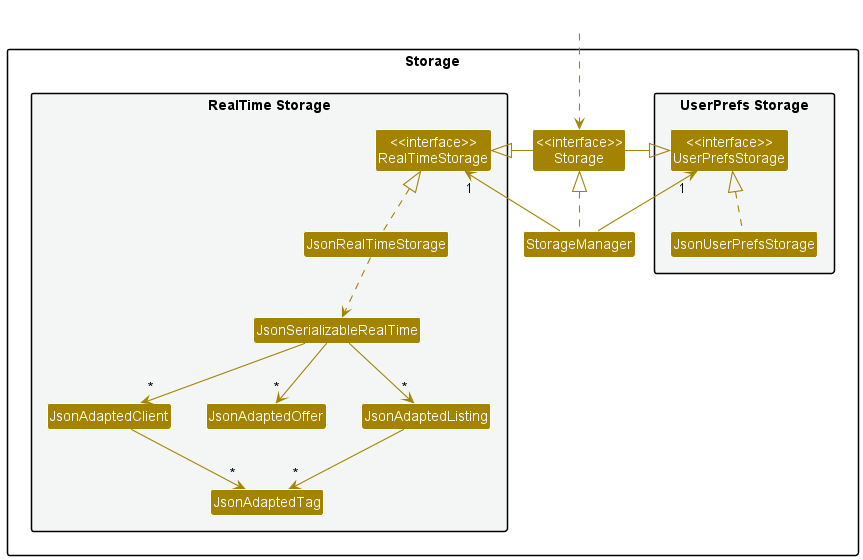 Storage
RealTime Storage
UserPrefs Storage
<<interface>>
RealTimeStorage
<<interface>>
Storage
<<interface>>
UserPrefsStorage
1
1
JsonRealTimeStorage
StorageManager
JsonUserPrefsStorage
JsonSerializableRealTime
*
*
*
JsonAdaptedClient
JsonAdaptedOffer
JsonAdaptedListing
*
*
JsonAdaptedTag